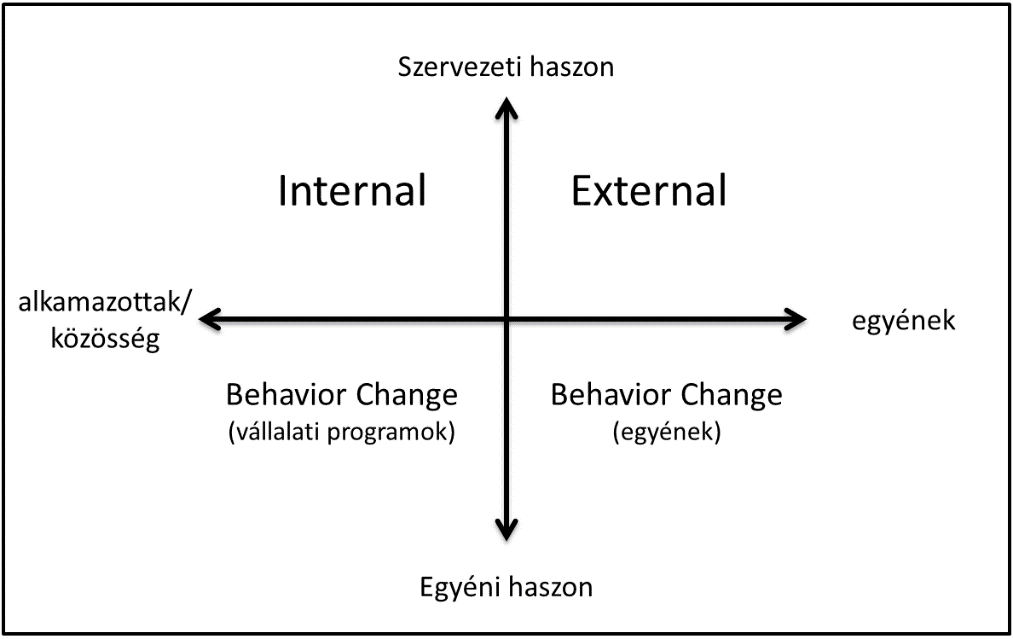 Szervezeti haszon
Internal
External
alkamazottak/
közösség
egyének
Behavior Change
(vállalati programok)
Behavior Change
(egyének)
Egyéni haszon